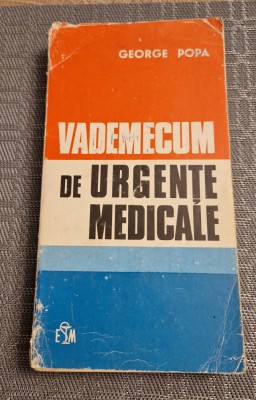 GEORGE POPA
VADEMECUM
DE URGENȚE
MEDICALE
E M